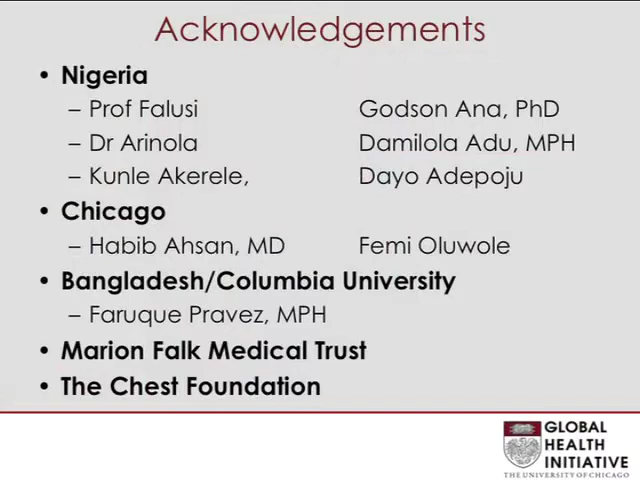 Acknowledgements
• Nigeria
– Prof Falusi Godson Ana, PhD
– Dr Arinola Damilola Adu, MPH
– Kunle Akerele, Dayo Adepoju
• Chicago
– Habib Ahsan, MD Femi Oluwole
• Bangladesh/Columbia University
– Faruque Pravez, MPH
• Marion Falk Medical Trust
• The Chest Foundation
GLOBAL
HEALTH
INITIATIVE
THE UNIVERSITY OF CHICAGO